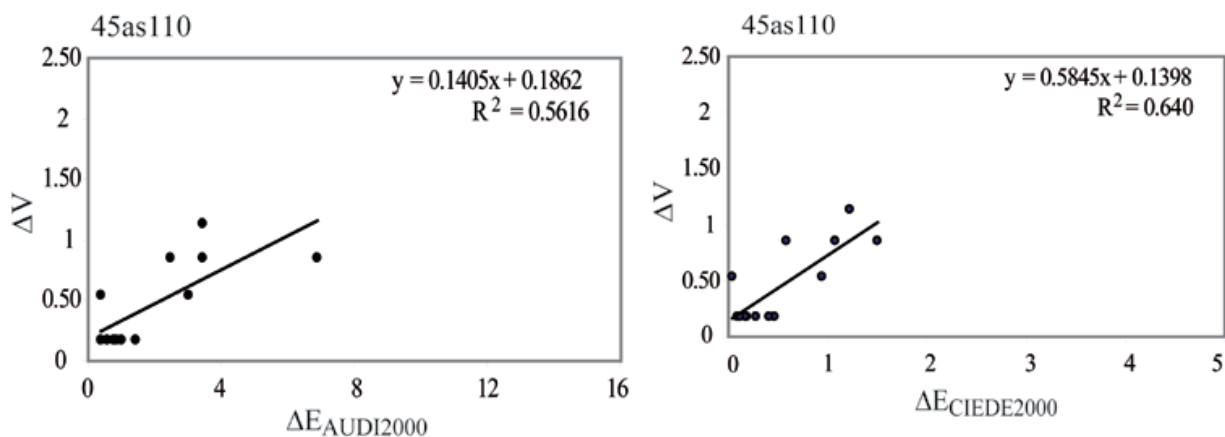 45as110
2.50
2
1.50
1
0.50
0
ΔV
y = 0.1405x + 0.1862
R² = 0.5616
0 4 8 12 16
ΔE_AUDI2000
45as110
2.50
2
1.50
1
0.50
0
ΔV
y = 0.5845x + 0.1398
R² = 0.640
0 1 2 3 4 5
ΔE_CIEDE2000